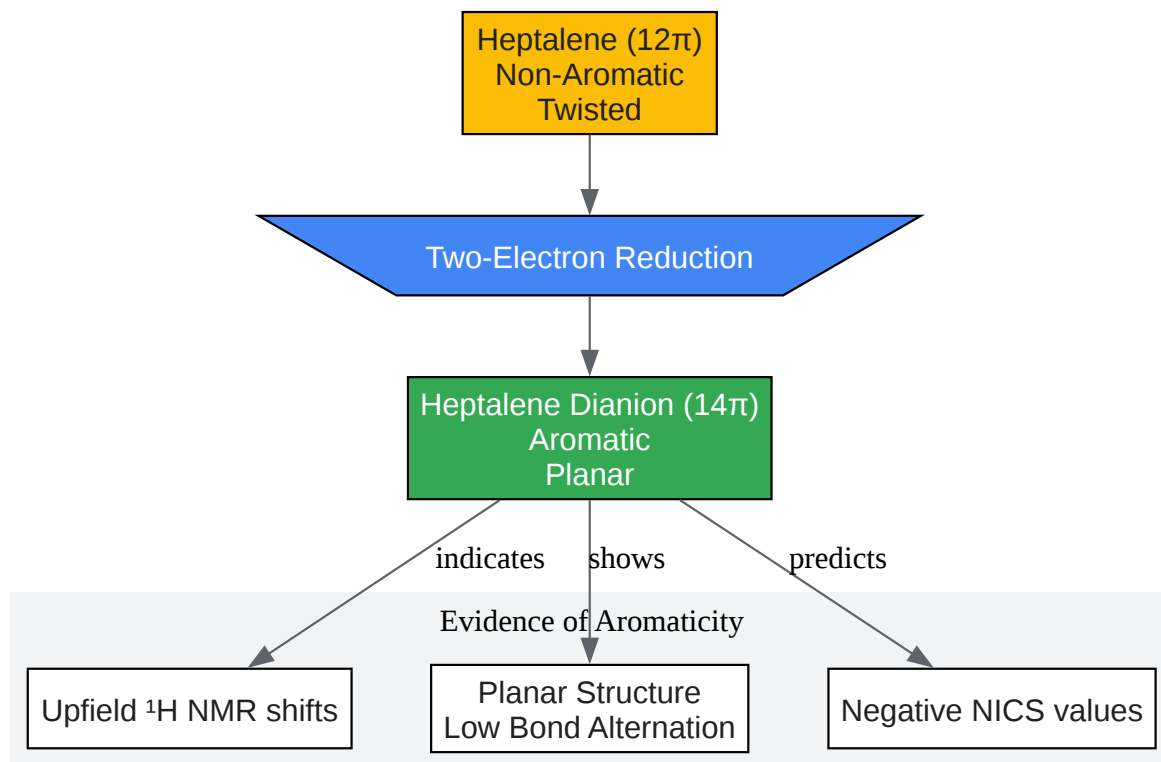 Heptalene (12π)
Non-Aromatic
Twisted
Two-Electron Reduction
Heptalene Dianion (14π)
Aromatic
Planar
indicates
shows
predicts
Evidence of Aromaticity
Upfield ¹H NMR shifts
Planar Structure
Low Bond Alternation
Negative NICS values